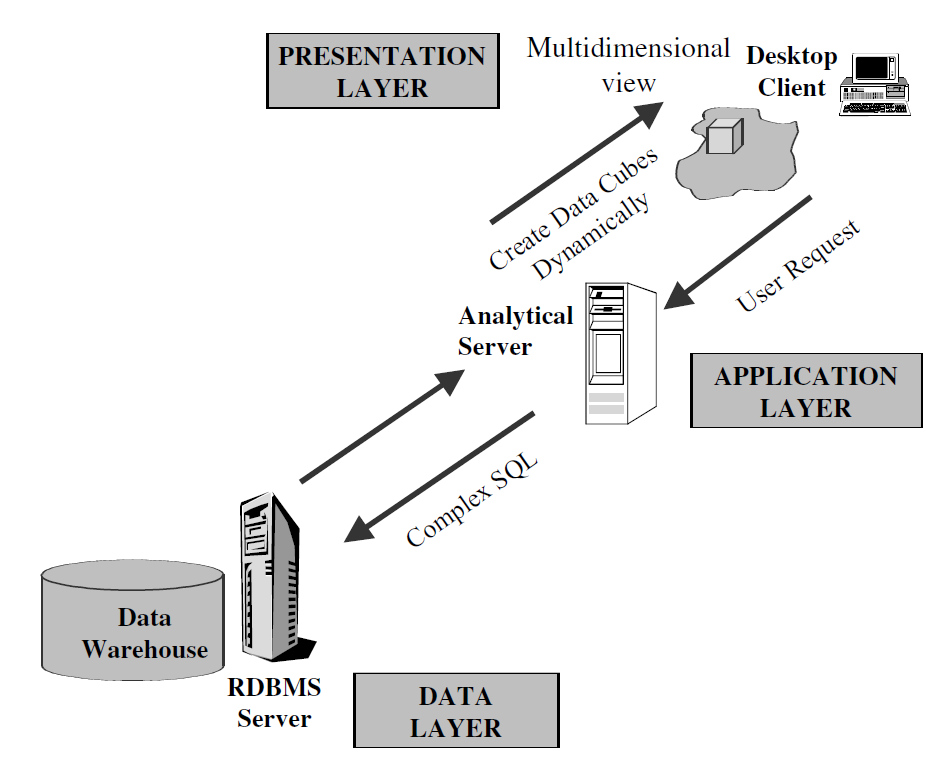 PRESENTATION
LAYER
Multidimensional
view
Desktop
Client
Create Data Cubes
Dynamically
User Request
Analytical
Server
APPLICATION
LAYER
Complex SQL
Data
Warehouse
RDBMS
Server
DATA
LAYER